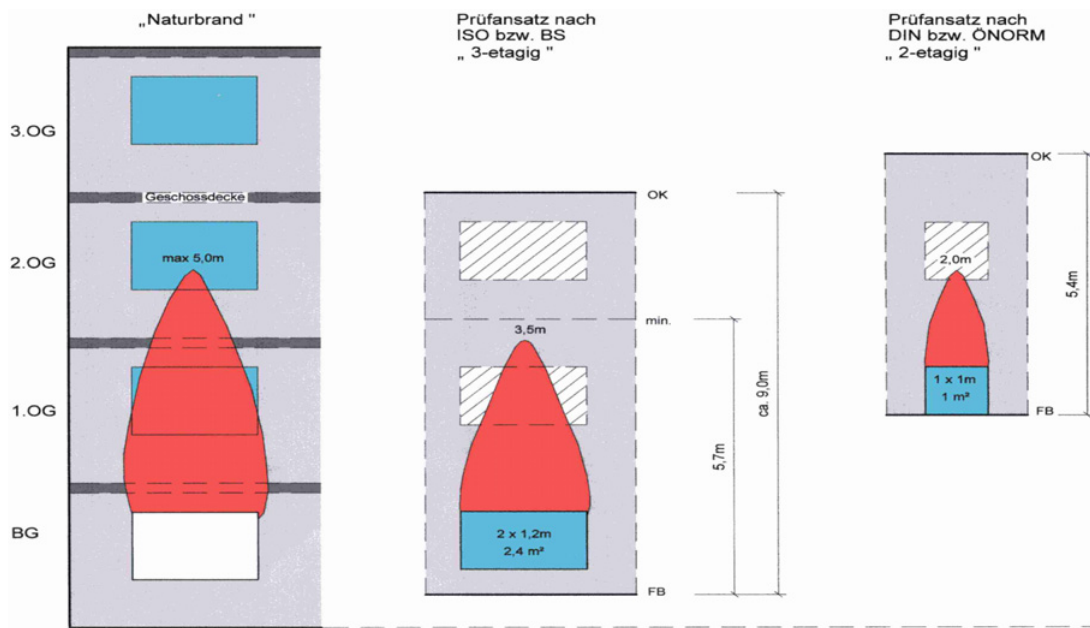 „Naturbrand "
Prüfansatz nach
ISO bzw. BS
„ 3-etagig "
Prüfansatz nach
DIN bzw. ÖNORM
„ 2-etagig "
3.OG
Geschossdecke
2.OG
max 5,0m
1.OG
BG
OK
min.
3,5m
5,7m
ca. 9,0m
2 x 1,2m
2,4 m²
FB
OK
2,0m
5,4m
1 x 1m
1 m²
FB